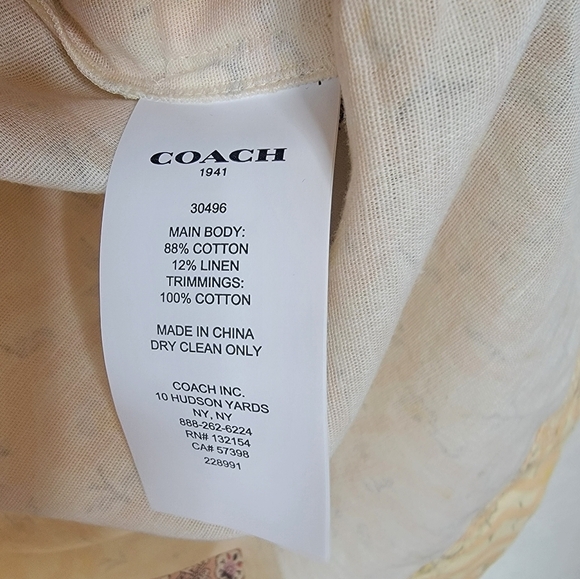 COACH
1941
30496
MAIN BODY:
88% COTTON
12% LINEN
TRIMMINGS:
100% COTTON
MADE IN CHINA
DRY CLEAN ONLY
COACH INC.
10 HUDSON YARDS
NY, NY
888-262-6224
RN# 132154
CA# 57398
228991